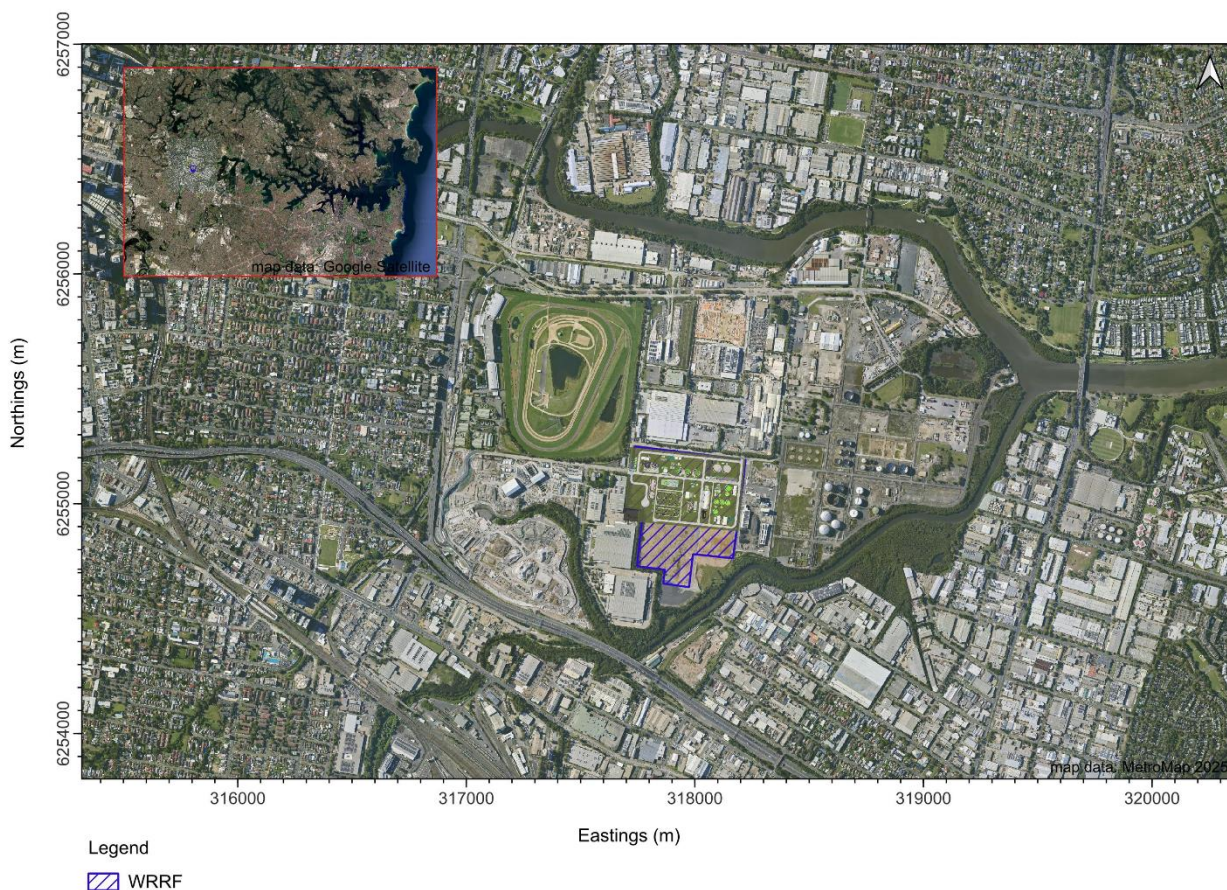 6257000
map data: Google Satellite
6256000
Northings (m)
6255000
6254000
map data: MetroMap 2025
316000
317000
318000
319000
320000
Eastings (m)
Legend
WRRF